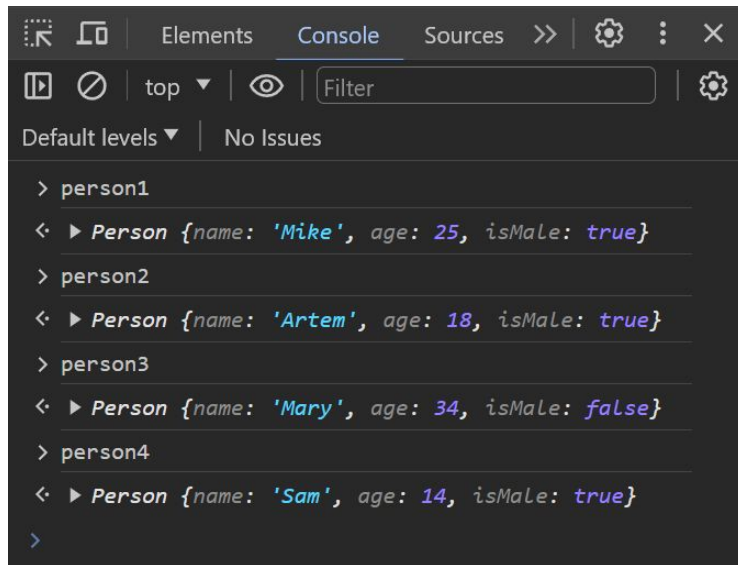 Elements Console Sources >>
top ▼ Filter
Default levels ▼ No Issues
> person1
<· ▶ Person {name: 'Mike', age: 25, isMale: true}
> person2
<· ▶ Person {name: 'Artem', age: 18, isMale: true}
> person3
<· ▶ Person {name: 'Mary', age: 34, isMale: false}
> person4
<· ▶ Person {name: 'Sam', age: 14, isMale: true}
>